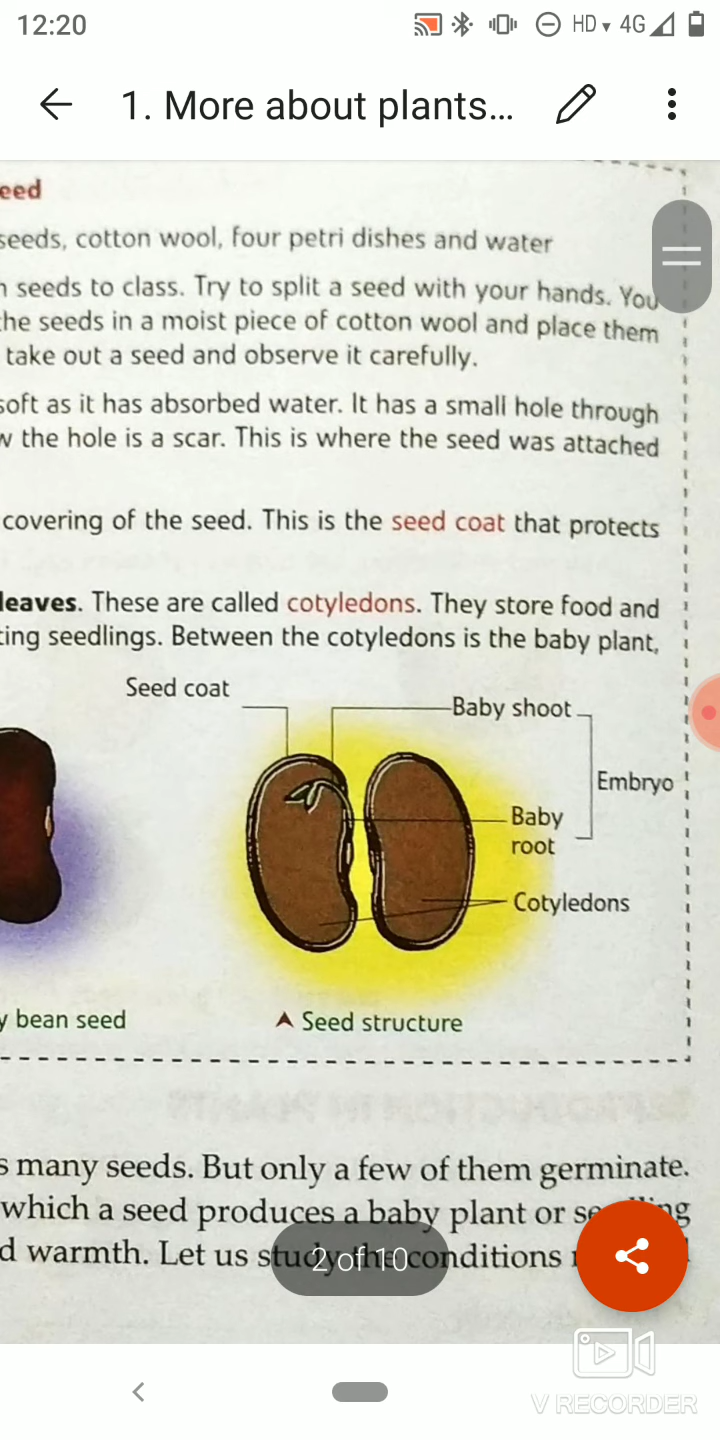 12:20
HD 4G
1. More about plants...
eed
seeds, cotton wool, four petri dishes and water
seeds to class. Try to split a seed with your hands. You
the seeds in a moist piece of cotton wool and place them
take out a seed and observe it carefully.
soft as it has absorbed water. It has a small hole through
the hole is a scar. This is where the seed was attached
covering of the seed. This is the seed coat that protects
leaves. These are called cotyledons. They store food and
ting seedlings. Between the cotyledons is the baby plant,
Seed coat
Baby shoot
Embryo
Baby
root
Cotyledons
y bean seed
Seed structure
s many seeds. But only a few of them germinate.
which a seed produces a baby plant or
d warmth. Let us study the conditions
2 of 10
V RECORDER